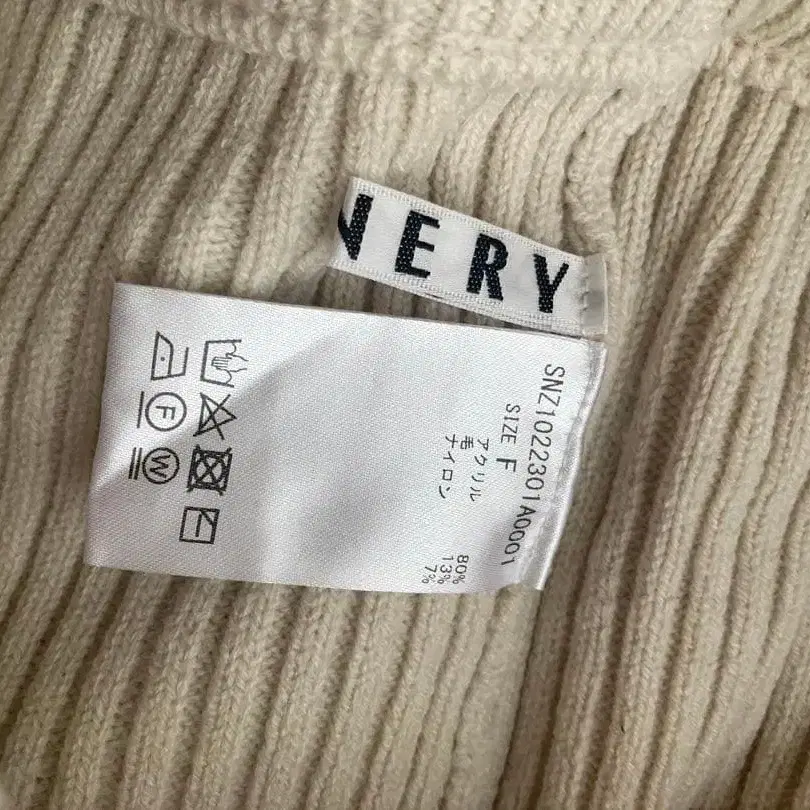 NERY
SNZ1022301A0001
SIZE F
アクリル 80%
毛 13%
ナイロン 7%
F
W